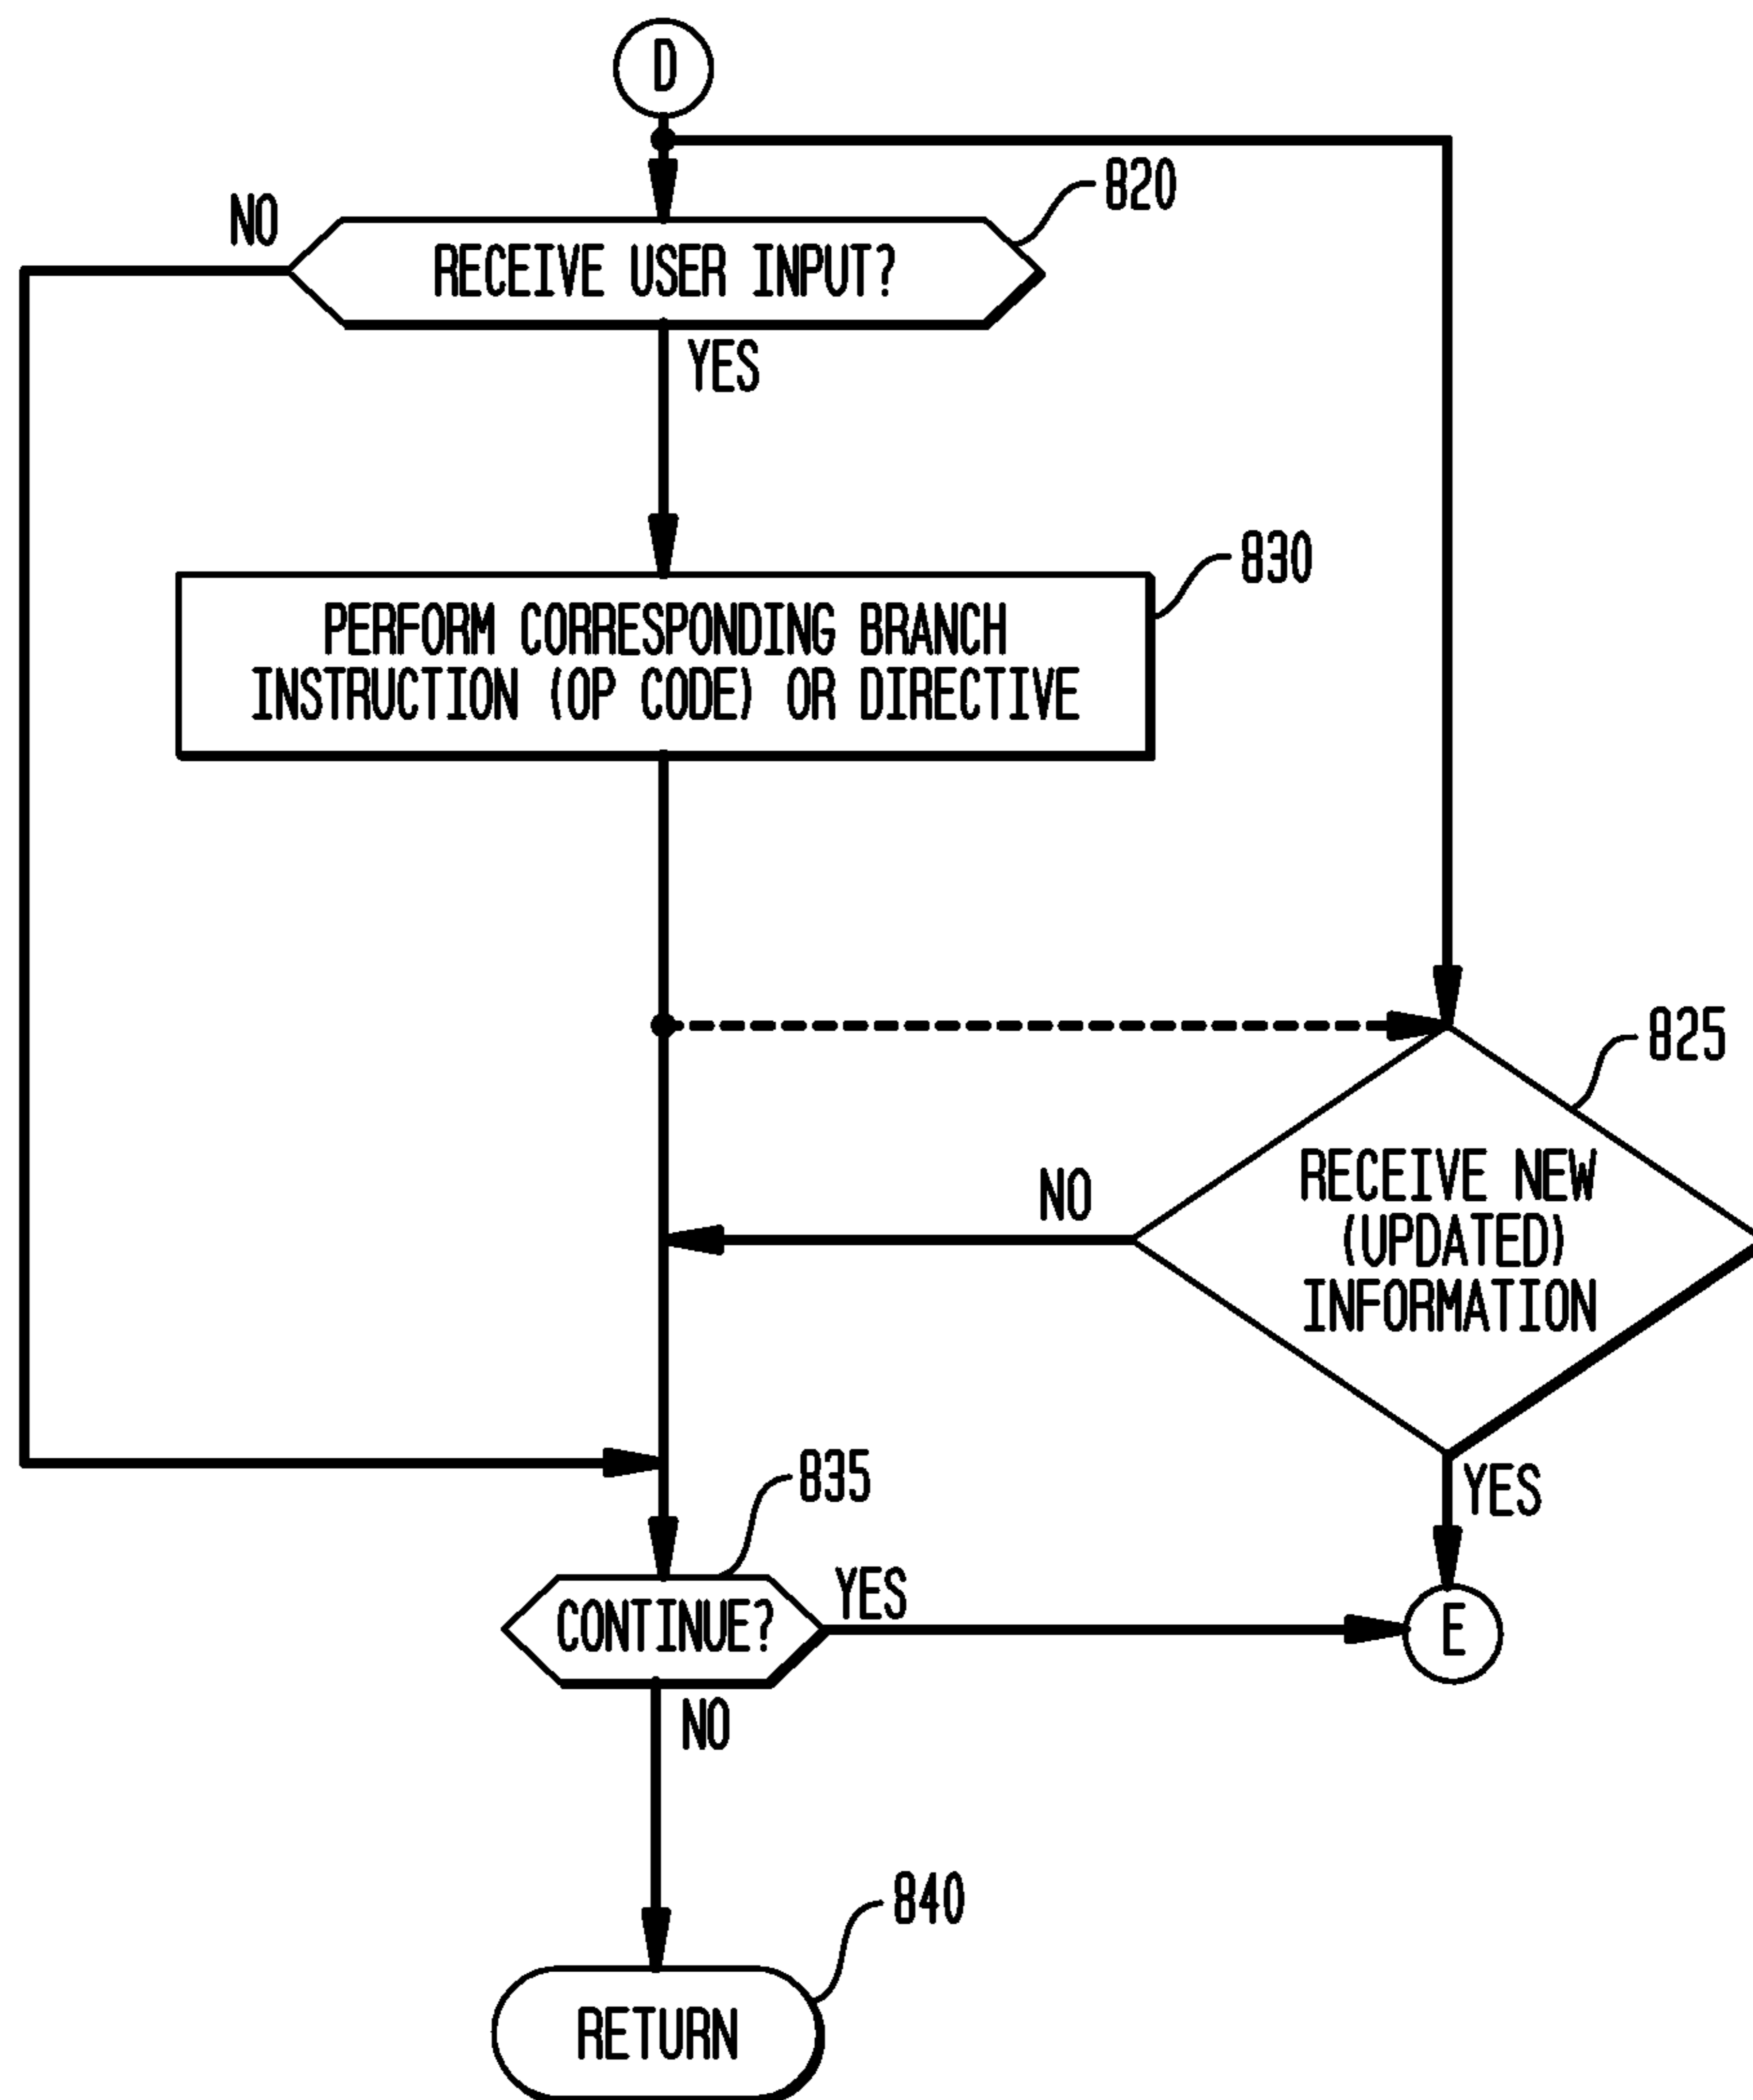 D
820
NO
RECEIVE USER INPUT?
YES
830
PERFORM CORRESPONDING BRANCH
INSTRUCTION (OP CODE) OR DIRECTIVE
825
RECEIVE NEW
(UPDATED)
INFORMATION
NO
YES
835
YES
CONTINUE?
E
NO
840
RETURN